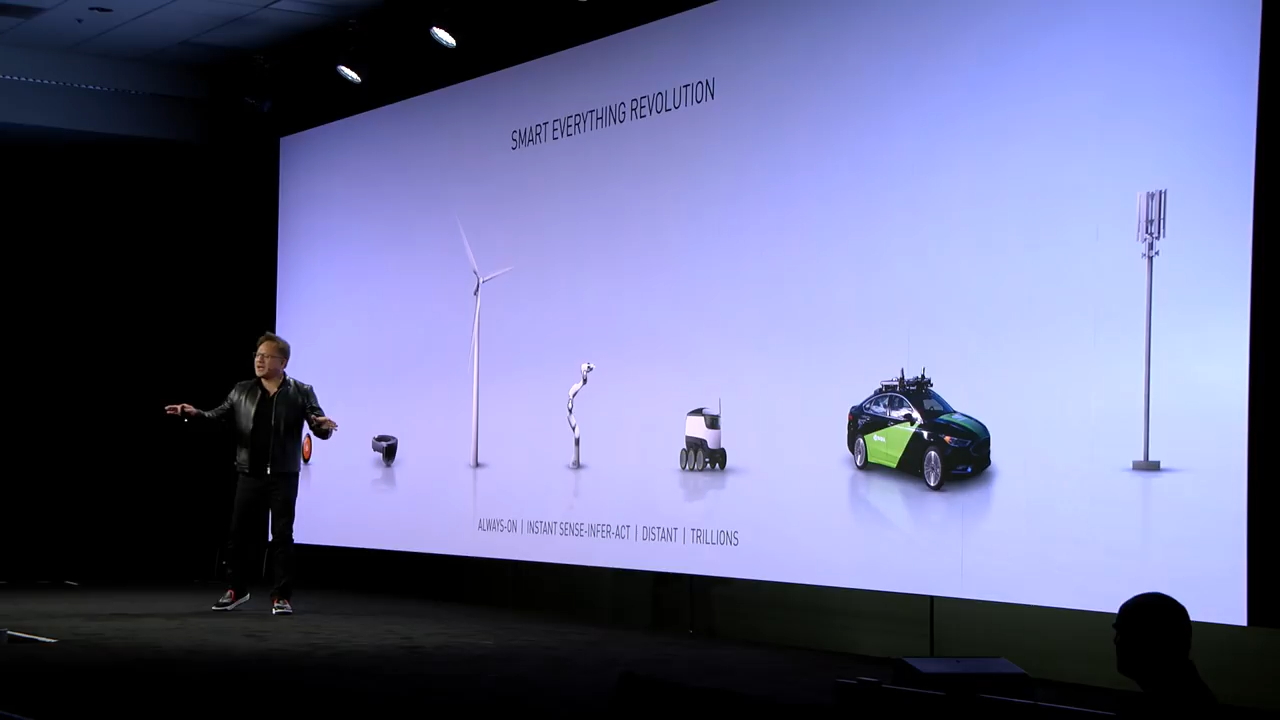 SMART EVERYTHING REVOLUTION
ALWAYS-ON | INSTANT SENSE-INFER-ACT | DISTANT | TRILLIONS